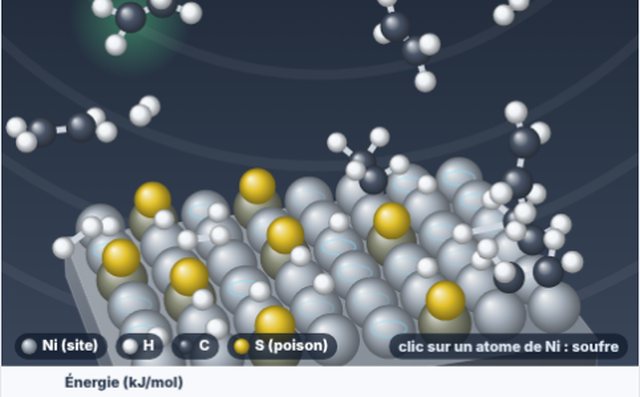 Ni (site) H C S (poison) clic sur un atome de Ni : soufre
Énergie (kJ/mol)